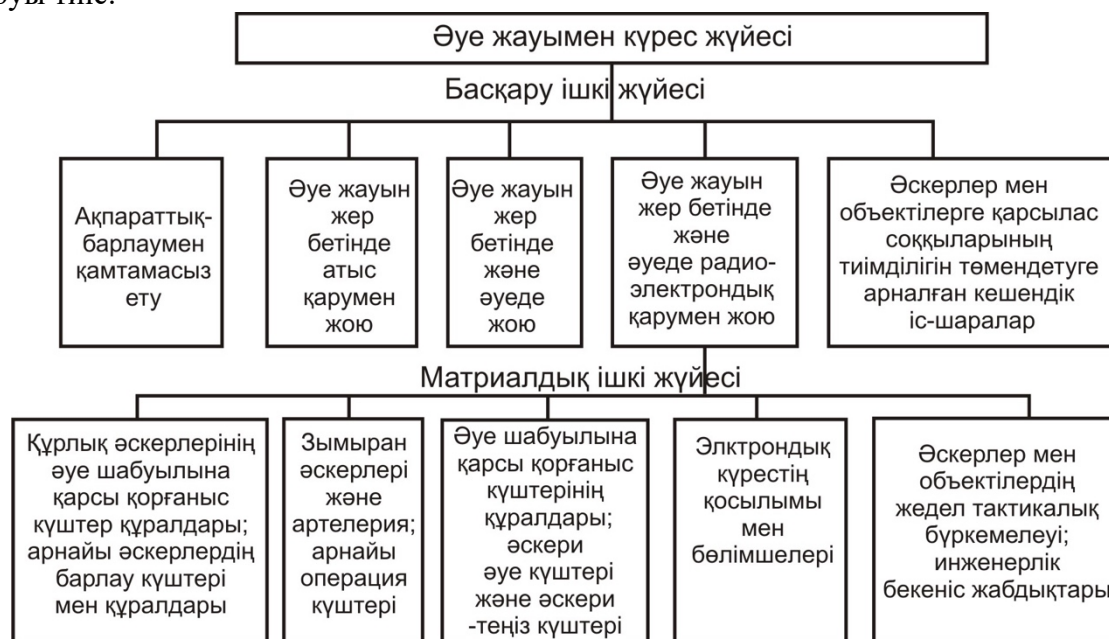 Әуе жауымен күрес жүйесі
Басқару ішкі жүйесі
Ақпараттық-
барлаумен
қамтамасыз
ету
Әуе жауын
жер
бетінде
атыс
қарумен
жою
Әуе жауын
жер
бетінде
және
әуеде
жою
Әуе жауын
жер бетінде
және
әуеде радио-
электрондық
қарумен жою
Әскерлер мен
объектілерге қарсылас
соққыларының
тиімділігін төмендетуге
арналған кешендік
іс-шаралар
Матриалдық ішкі жүйесі
Құрлық әскерлерінің
әуе шабуылына
қарсы қорғаныс
күштер құралдары;
арнайы әскерлердің
барлау күштері
мен құралдары
Зымыран
әскерлері
және
артелерия;
арнайы
операция
күштері
Әуе шабуылына
қарсы қорғаныс
күштерінің
құралдары;
әскери
әуе күштері
және әскери
-теңіз күштері
Элктрондық
күрестің
қосылымы
мен
бөлімшелері
Әскерлер мен
объектілердің
жедел тактикалық
бүркемелеуі;
инженерлік
бекеніс жабдықтары